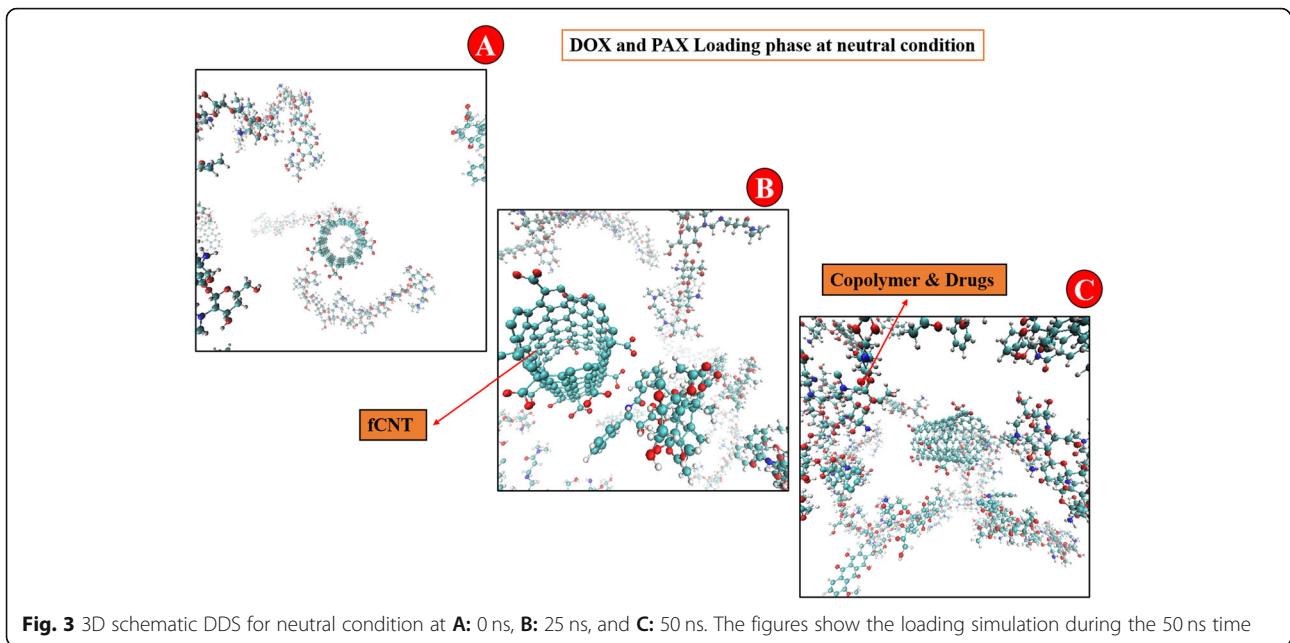 DOX and PAX Loading phase at neutral condition
A
B
fCNT
Copolymer & Drugs
C
Fig. 3 3D schematic DDS for neutral condition at A: 0 ns, B: 25 ns, and C: 50 ns. The figures show the loading simulation during the 50 ns time